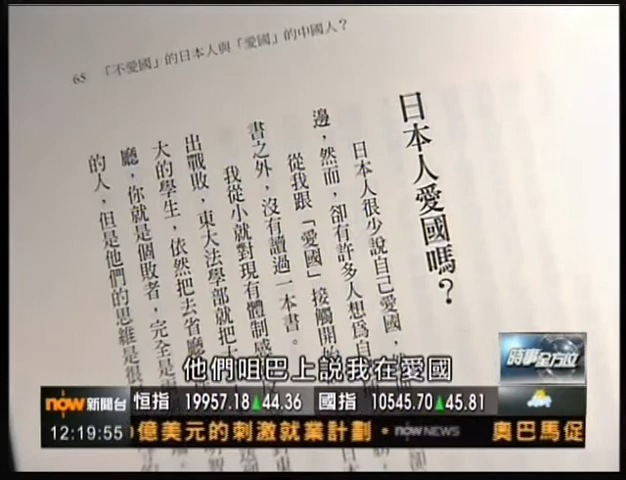 65 「不愛國」的日本人與「愛國」的中國人?
日本人愛國嗎?
日本人很少說自己愛國，
邊，然而，卻有許多人想為自
從我跟「愛國」接觸開始
書之外，沒有讀過一本書。
我從小就對現有體制感
出戰敗，東大法學部就把大
大的學生，依然把去省廳
廳，你就是個敗者，完全是
的人，但是他們的思維是很
他們咀巴上說我在愛國
時事全方位
now 新聞台 恒指 19957.18▲44.36 國指 10545.70▲45.81
12:19:55 億美元的刺激就業計劃。 now NEWS 奧巴馬促